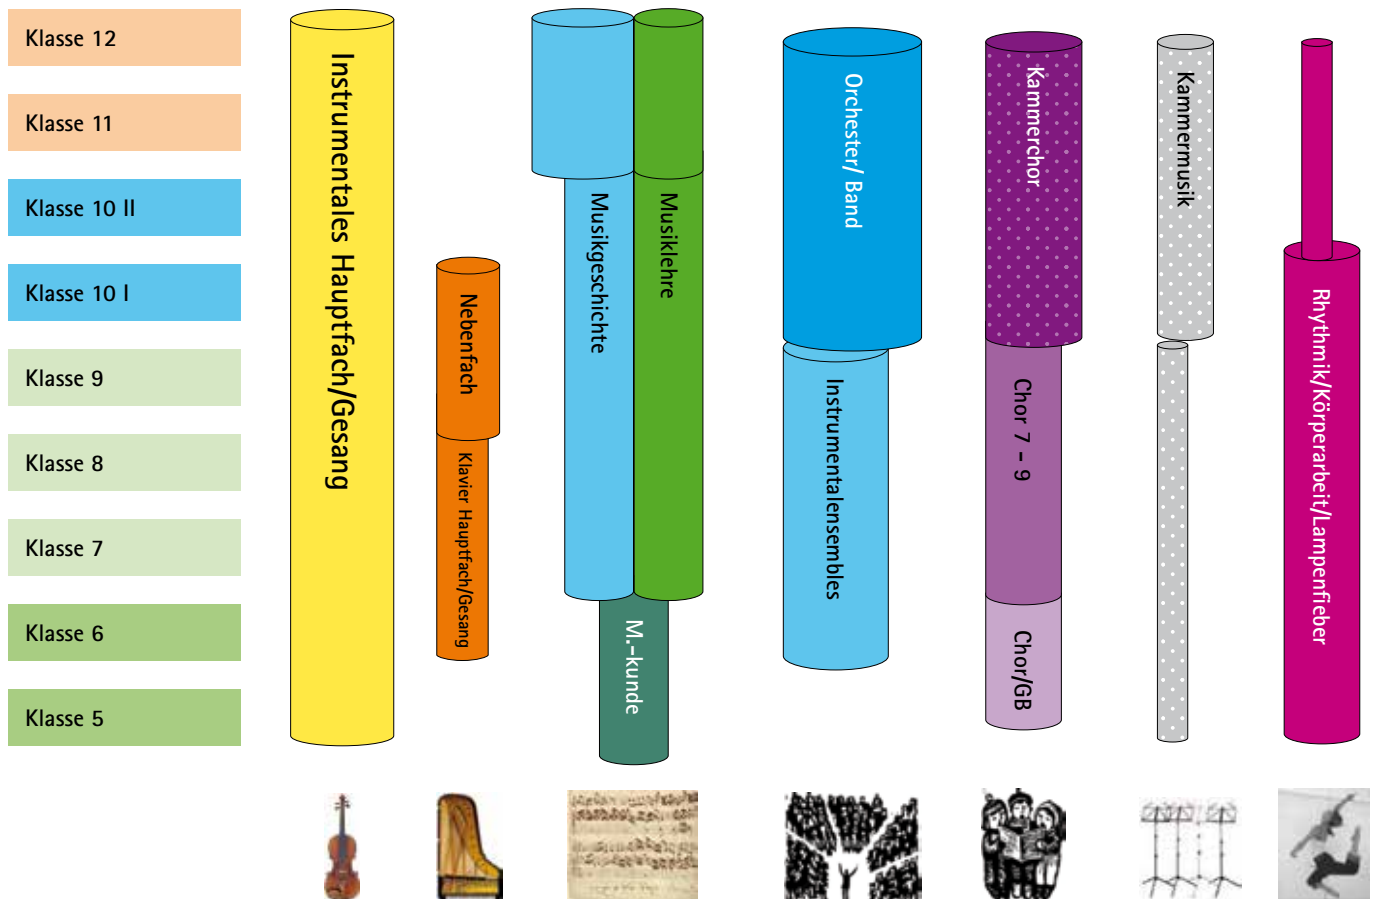 Klasse 12
Klasse 11
Klasse 10 II
Klasse 10 I
Klasse 9
Klasse 8
Klasse 7
Klasse 6
Klasse 5
Instrumentales Hauptfach/Gesang
Nebenfach
Klavier Hauptfach/Gesang
Musikgeschichte
Musiklehre
M.-kunde
Orchester/ Band
Instrumentalensembles
Kammerchor
Chor 7 - 9
Chor/GB
Kammermusik
Rhythmik/Körperarbeit/Lampenfieber